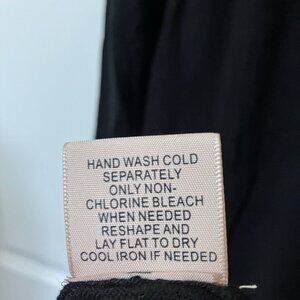 HAND WASH COLD
SEPARATELY
ONLY NON-
CHLORINE BLEACH
WHEN NEEDED
RESHAPE AND
LAY FLAT TO DRY
COOL IRON IF NEEDED